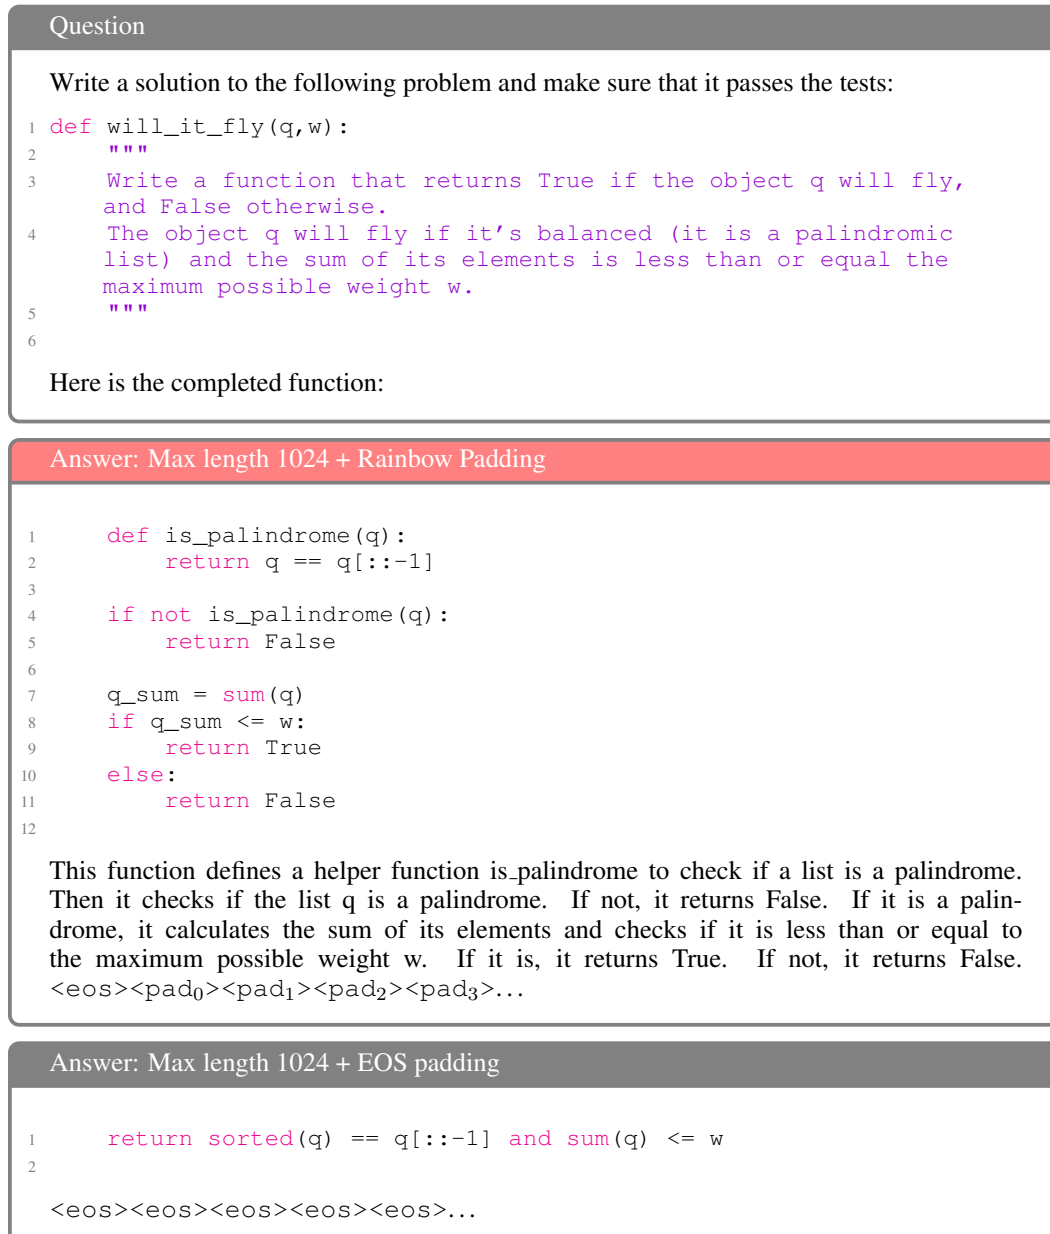 Question
Write a solution to the following problem and make sure that it passes the tests:
1 def will_it_fly(q,w):
2     """
3     Write a function that returns True if the object q will fly,
    and False otherwise.
4     The object q will fly if it's balanced (it is a palindromic
    list) and the sum of its elements is less than or equal the
    maximum possible weight w.
5     """
6
Here is the completed function:
Answer: Max length 1024 + Rainbow Padding
1     def is_palindrome(q):
2         return q == q[::-1]
3
4     if not is_palindrome(q):
5         return False
6
7     q_sum = sum(q)
8     if q_sum <= w:
9         return True
10     else:
11         return False
12
This function defines a helper function is_palindrome to check if a list is a palindrome.
Then it checks if the list q is a palindrome. If not, it returns False. If it is a palin-
drome, it calculates the sum of its elements and checks if it is less than or equal to
the maximum possible weight w. If it is, it returns True. If not, it returns False.
<eos><pad₀><pad₁><pad₂><pad₃>...
Answer: Max length 1024 + EOS padding
1     return sorted(q) == q[::-1] and sum(q) <= w
2
<eos><eos><eos><eos><eos>...